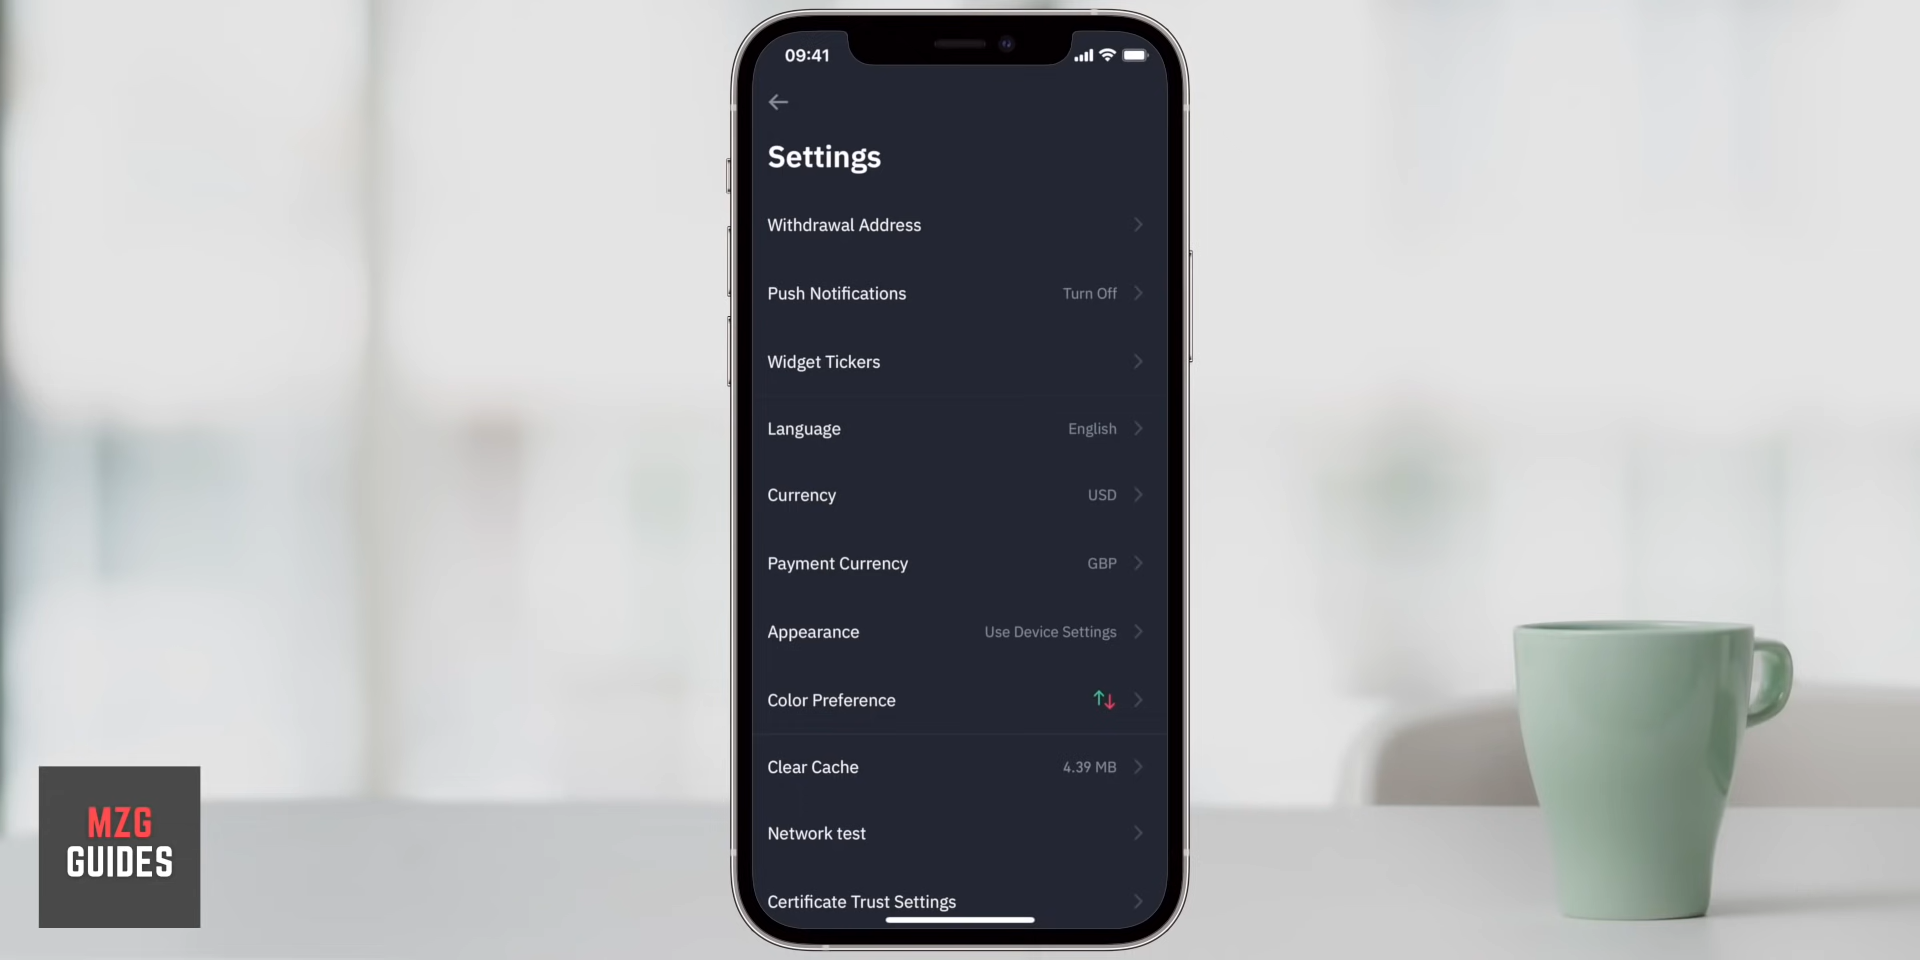 09:41
Settings
Withdrawal Address
Push Notifications Turn Off
Widget Tickers
Language English
Currency USD
Payment Currency GBP
Appearance Use Device Settings
Color Preference
Clear Cache 4.39 MB
Network test
Certificate Trust Settings
MZG
GUIDES